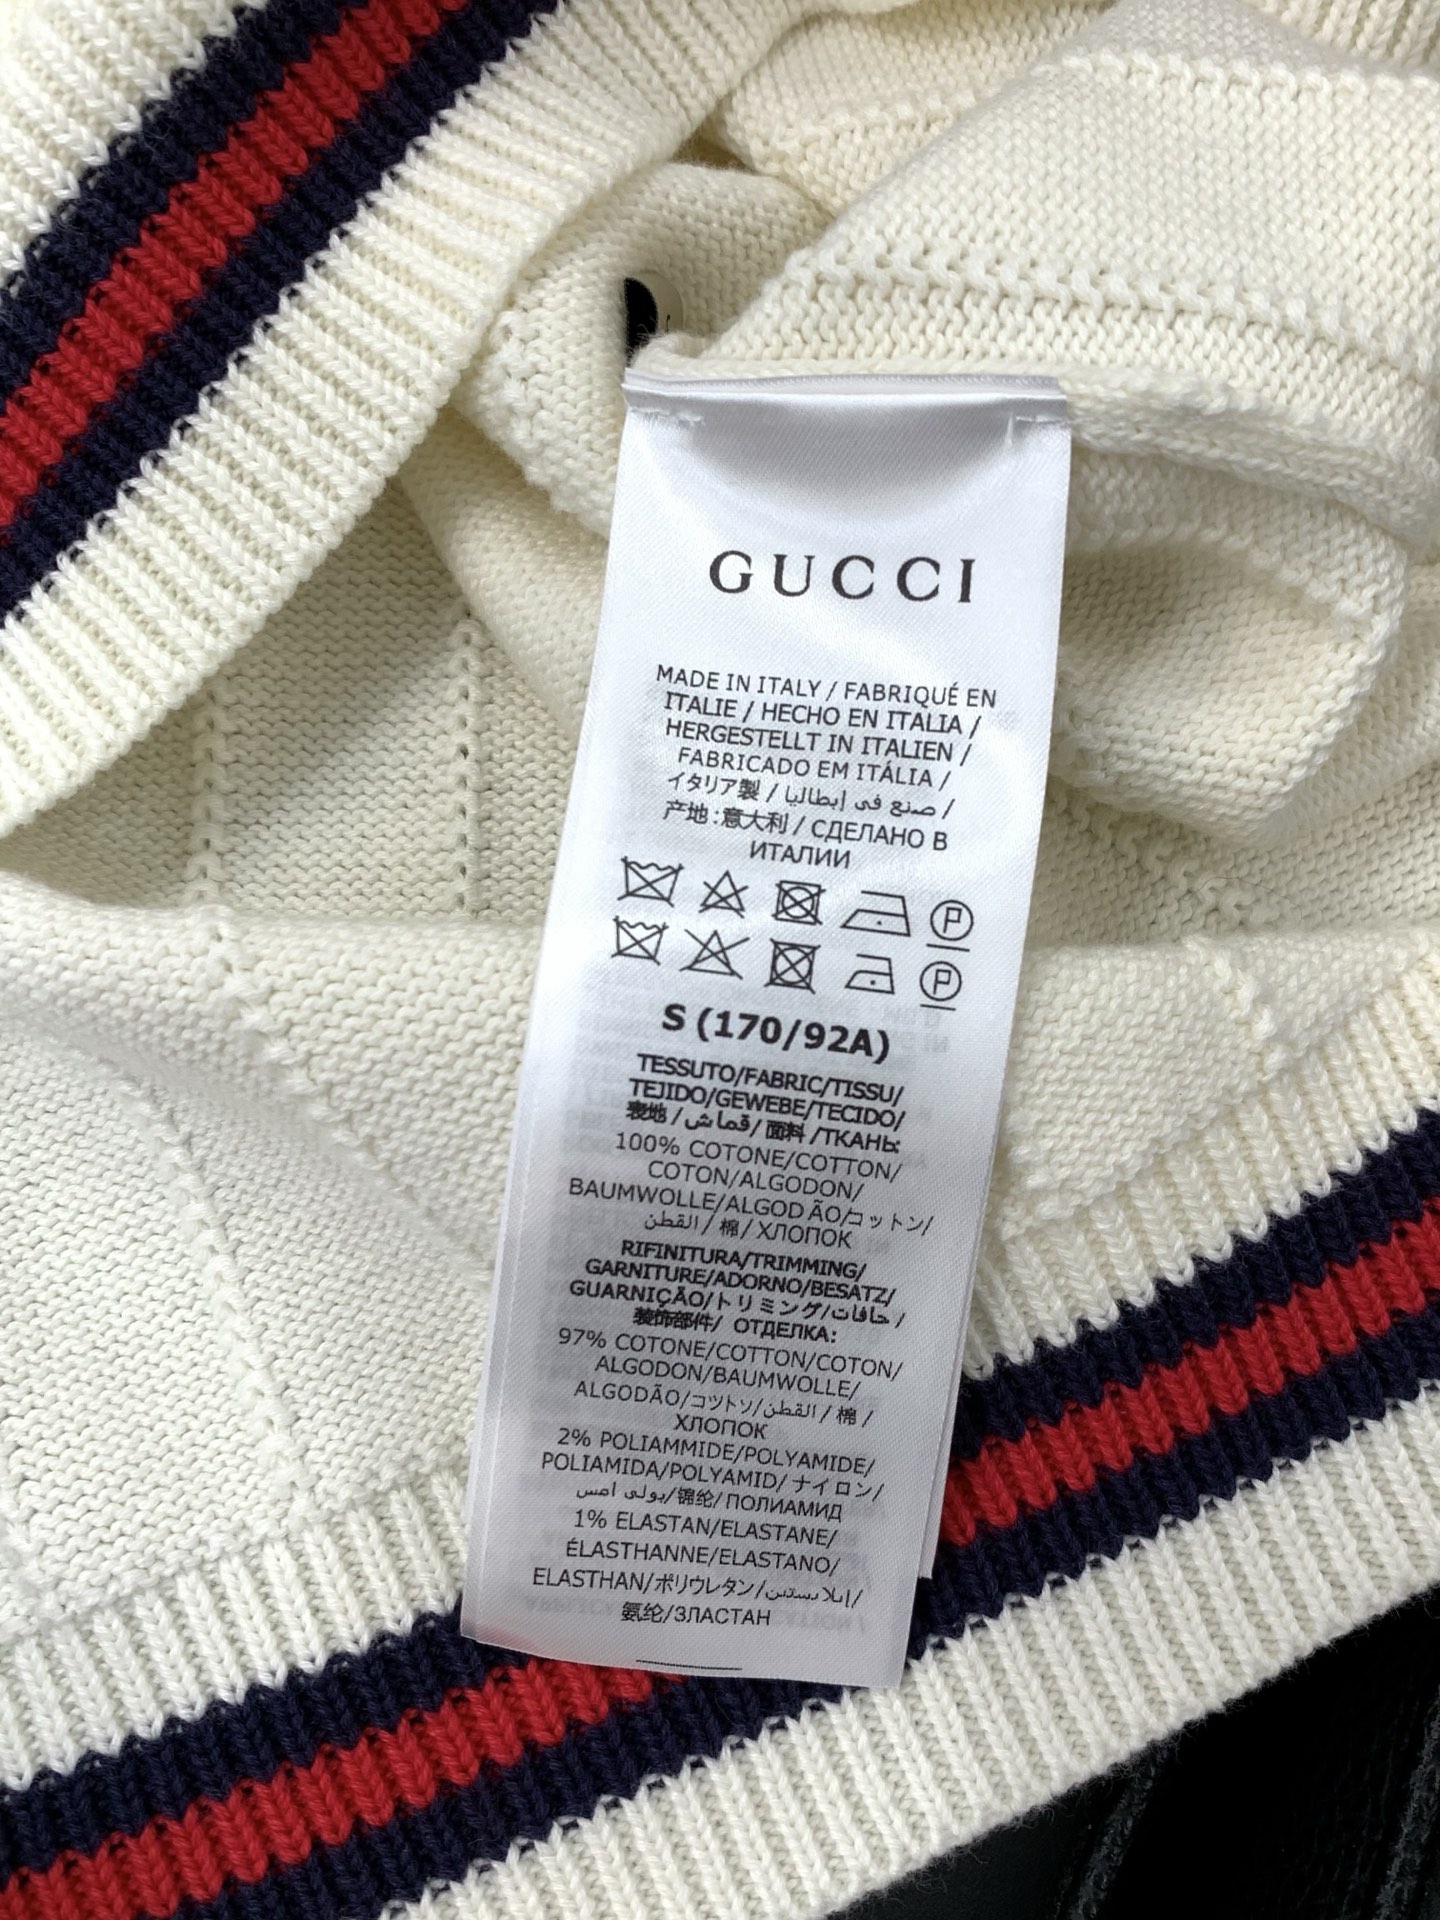 GUCCI
MADE IN ITALY / FABRIQUÉ EN
ITALIE / HECHO EN ITALIA /
HERGESTELLT IN ITALIEN /
FABRICADO EM ITÁLIA /
イタリア製 / صنع في إيطاليا /
产地:意大利 / СДЕЛАНО В
ИТАЛИИ
P
P
S (170/92A)
TESSUTO/FABRIC/TISSU/
TEJIDO/GEWEBE/TECIDO/
表地 / قماش / 面料 /ТКАНЬ:
100% COTONE/COTTON/
COTON/ALGODON/
BAUMWOLLE/ALGODÃO/コットン/
القطن / 棉/ ХЛОПОК
RIFINITURA/TRIMMING/
GARNITURE/ADORNO/BESATZ/
GUARNIÇÃO/トリミング/حافات /
装饰部件/ ОТДЕЛКА:
97% COTONE/COTTON/COTON/
ALGODON/BAUMWOLLE/
ALGODÃO/コットン/القطن / 棉 /
ХЛОПОК
2% POLIAMMIDE/POLYAMIDE/
POLIAMIDA/POLYAMID/ナイロン/
بولى امس/锦纶/ПОЛИАМИД
1% ELASTAN/ELASTANE/
ÉLASTHANNE/ELASTANO/
ELASTHAN/ポリウレタン/إيلاستين/
氨纶/ЭЛАСТАН